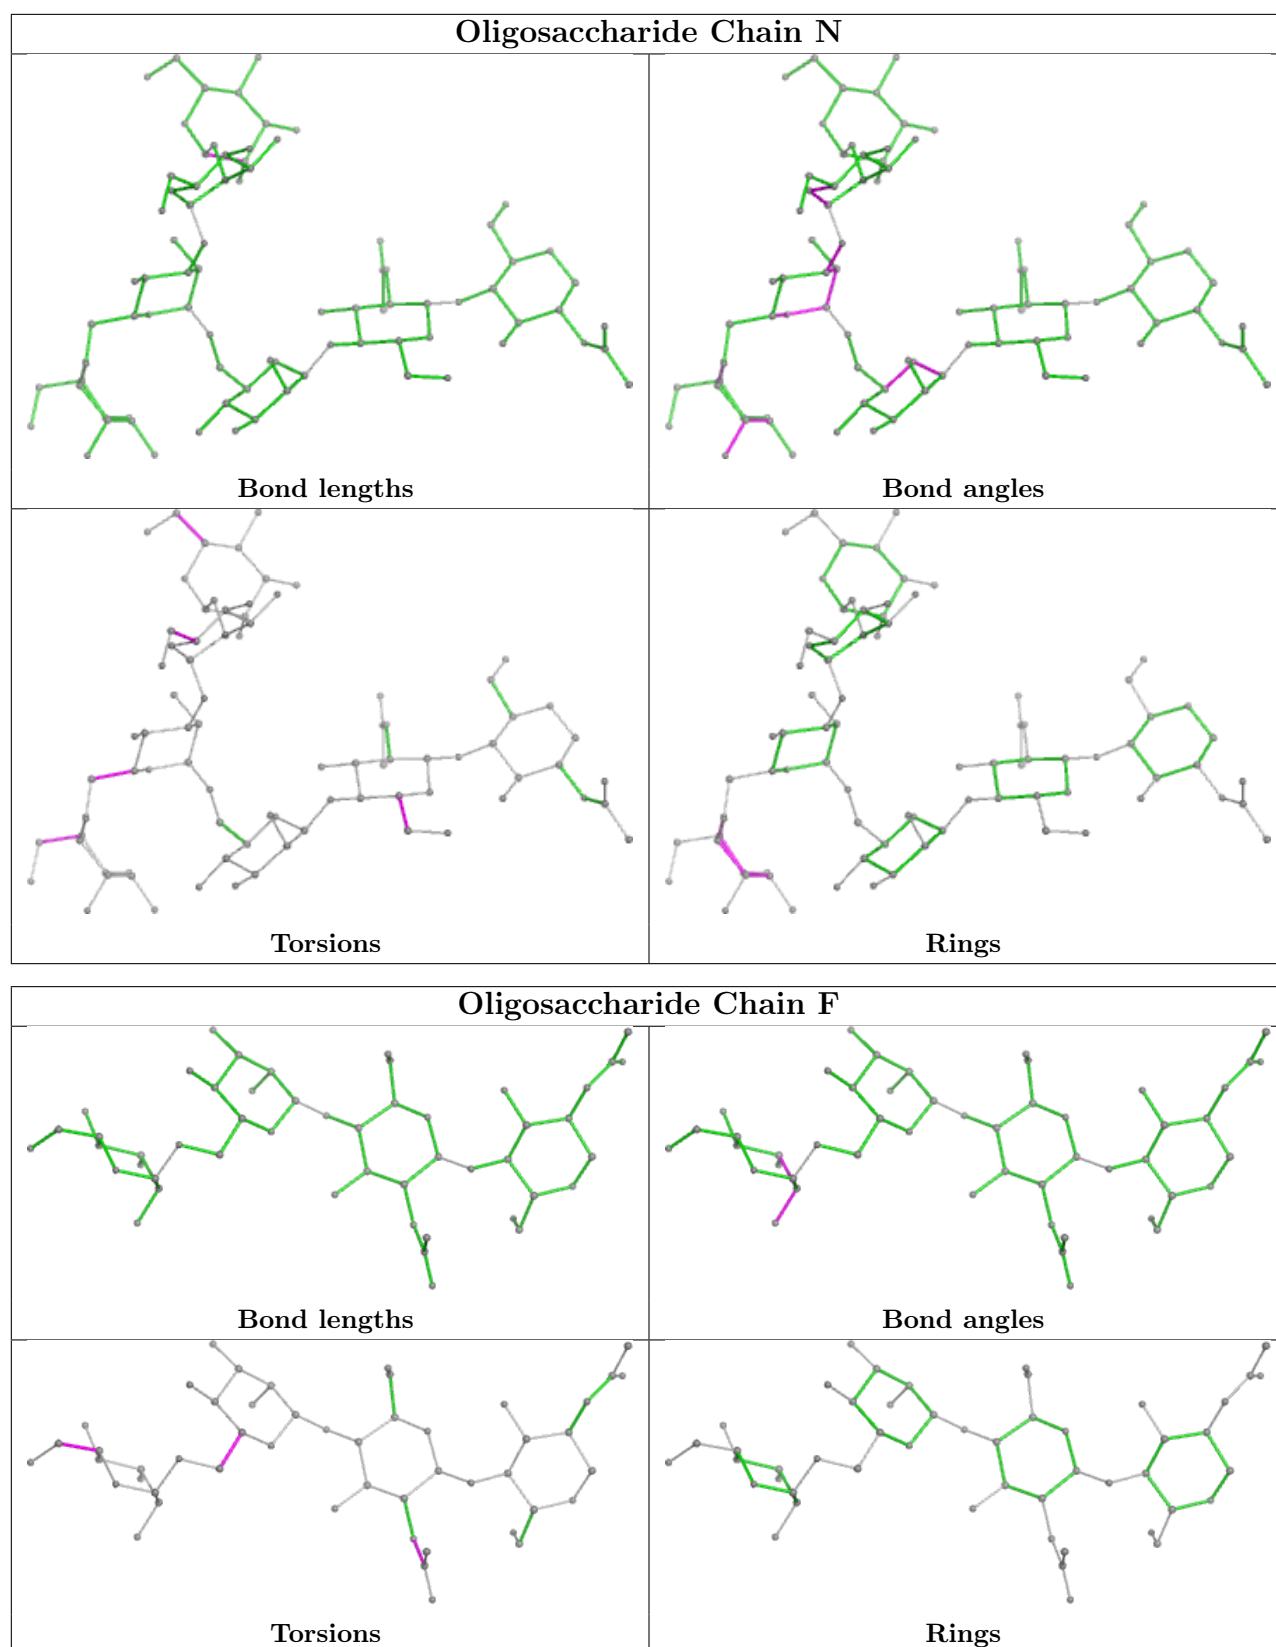 Oligosaccharide Chain N
Bond lengths
Bond angles
Torsions
Rings
Oligosaccharide Chain F
Bond lengths
Bond angles
Torsions
Rings